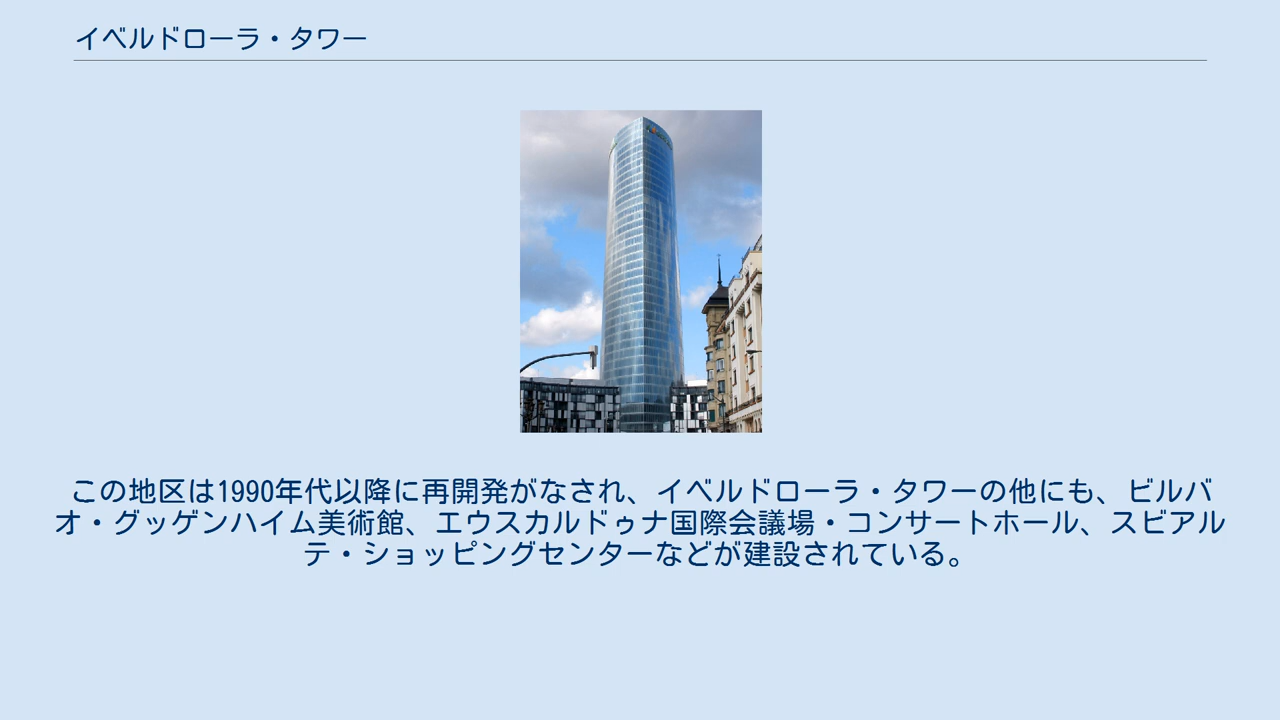 イベルドローラ・タワー
この地区は1990年代以降に再開発がなされ、イベルドローラ・タワーの他にも、ビルバ
オ・グッゲンハイム美術館、エウスカルドゥナ国際会議場・コンサートホール、スビアル
テ・ショッピングセンターなどが建設されている。